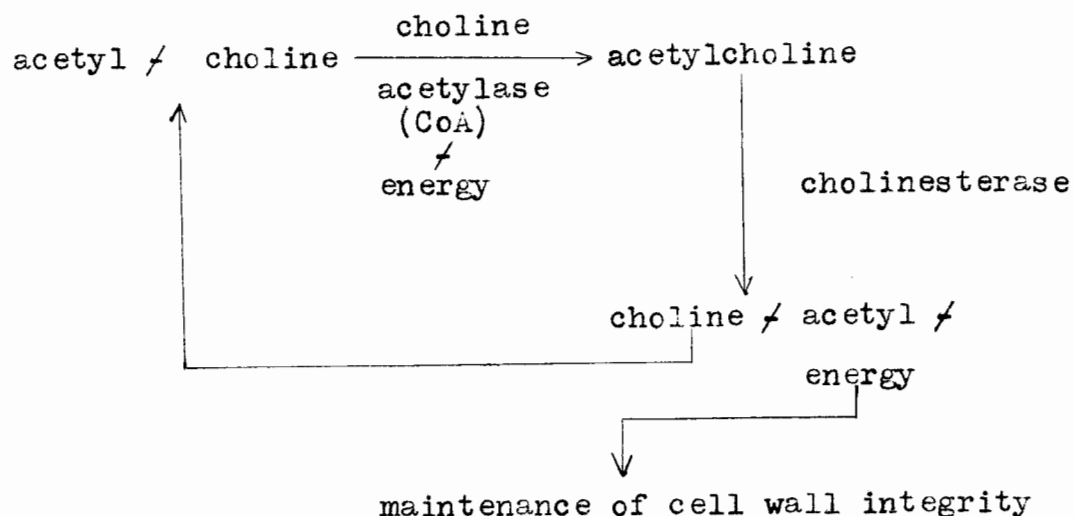 choline
acetyl ≁ choline acetylcholine
acetylase
(CoA)
≁
energy
cholinesterase
choline ≁ acetyl ≁
energy
maintenance of cell wall integrity